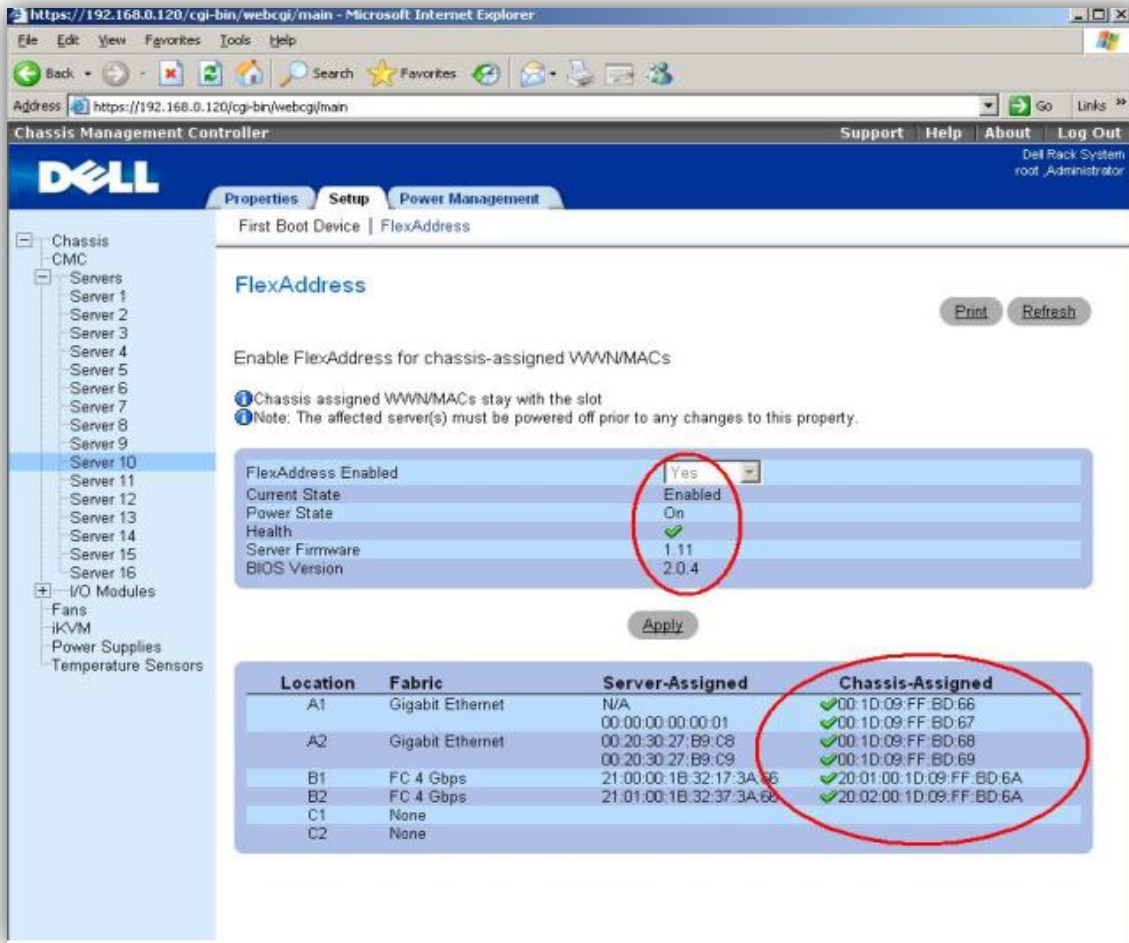 https://192.168.0.120/cgi-bin/webcgi/main - Microsoft Internet Explorer
File Edit View Favorites Tools Help
Back Search Favorites
Address https://192.168.0.120/cgi-bin/webcgi/main Go Links »
Chassis Management Controller Support Help About Log Out
Dell Rack System
root ,Administrator
DELL
Properties Setup Power Management
First Boot Device | FlexAddress
Chassis
CMC
Servers
Server 1
Server 2
Server 3
Server 4
Server 5
Server 6
Server 7
Server 8
Server 9
Server 10
Server 11
Server 12
Server 13
Server 14
Server 15
Server 16
I/O Modules
Fans
iKVM
Power Supplies
Temperature Sensors
FlexAddress
Print Refresh
Enable FlexAddress for chassis-assigned WWN/MACs
Chassis assigned WWN/MACs stay with the slot
Note: The affected server(s) must be powered off prior to any changes to this property.
FlexAddress Enabled Yes
Current State Enabled
Power State On
Health
Server Firmware 1.11
BIOS Version 2.0.4
Apply
Location Fabric Server-Assigned Chassis-Assigned
A1 Gigabit Ethernet N/A 00:1D:09:FF:BD:66
00:00:00:00:00:01 00:1D:09:FF:BD:67
A2 Gigabit Ethernet 00:20:30:27:B9:C8 00:1D:09:FF:BD:68
00:20:30:27:B9:C9 00:1D:09:FF:BD:69
B1 FC 4 Gbps 20:01:00:1D:09:FF:BD:6A
B2 FC 4 Gbps 20:02:00:1D:09:FF:BD:6A
C1 None
C2 None